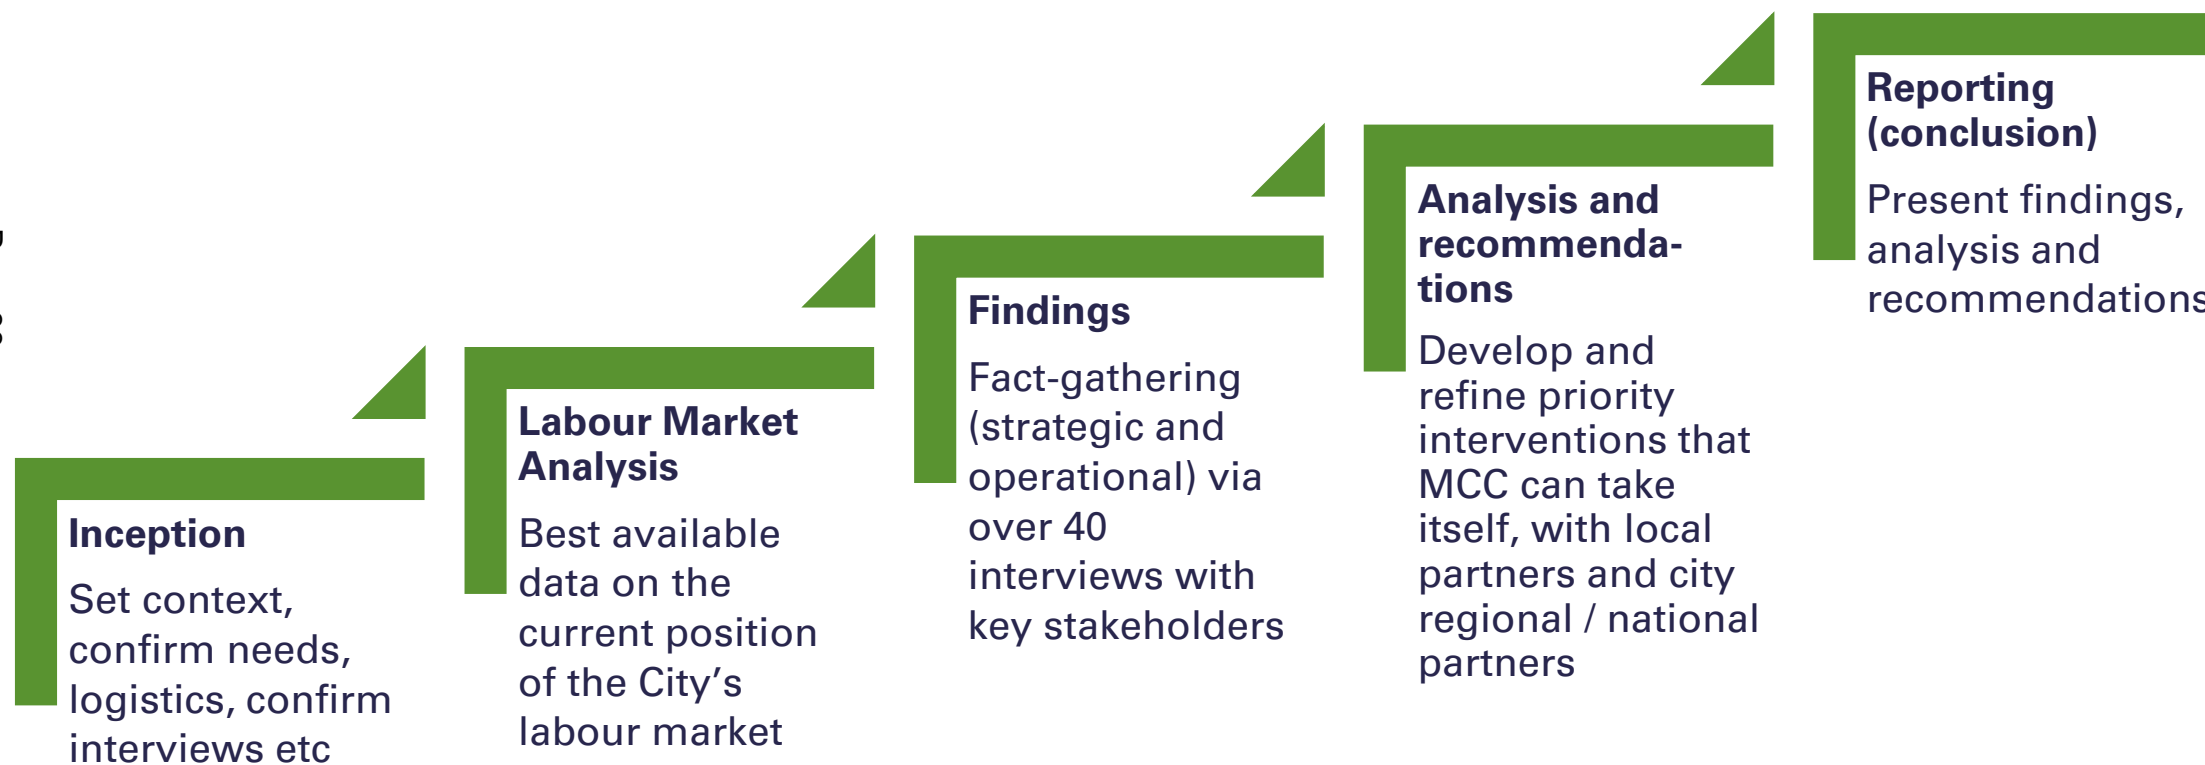 Inception
Set context,
confirm needs,
logistics, confirm
interviews etc
Labour Market
Analysis
Best available
data on the
current position
of the City’s
labour market
Findings
Fact-gathering
(strategic and
operational) via
over 40
interviews with
key stakeholders
Analysis and
recommenda-
tions
Develop and
refine priority
interventions that
MCC can take
itself, with local
partners and city
regional / national
partners
Reporting
(conclusion)
Present findings,
analysis and
recommendations